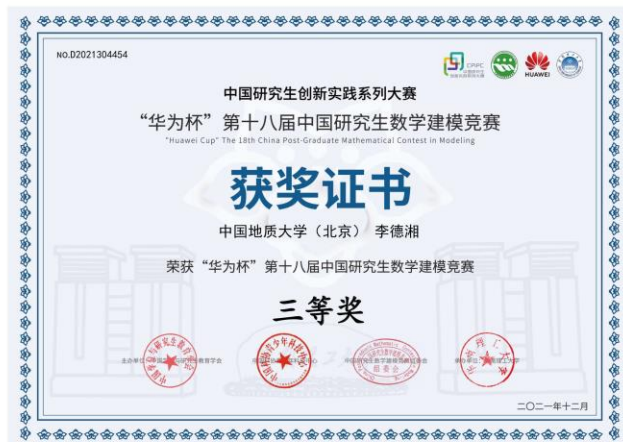 NO.D2021304454
CPIPC
HUAWEI
中国研究生创新实践系列大赛
“华为杯”第十八届中国研究生数学建模竞赛
"Huawei Cup" The 18th China Post-Graduate Mathematical Contest in Modeling
获奖证书
中国地质大学（北京） 李德湘
荣获“华为杯”第十八届中国研究生数学建模竞赛
三等奖
组委会
二〇二一年十二月